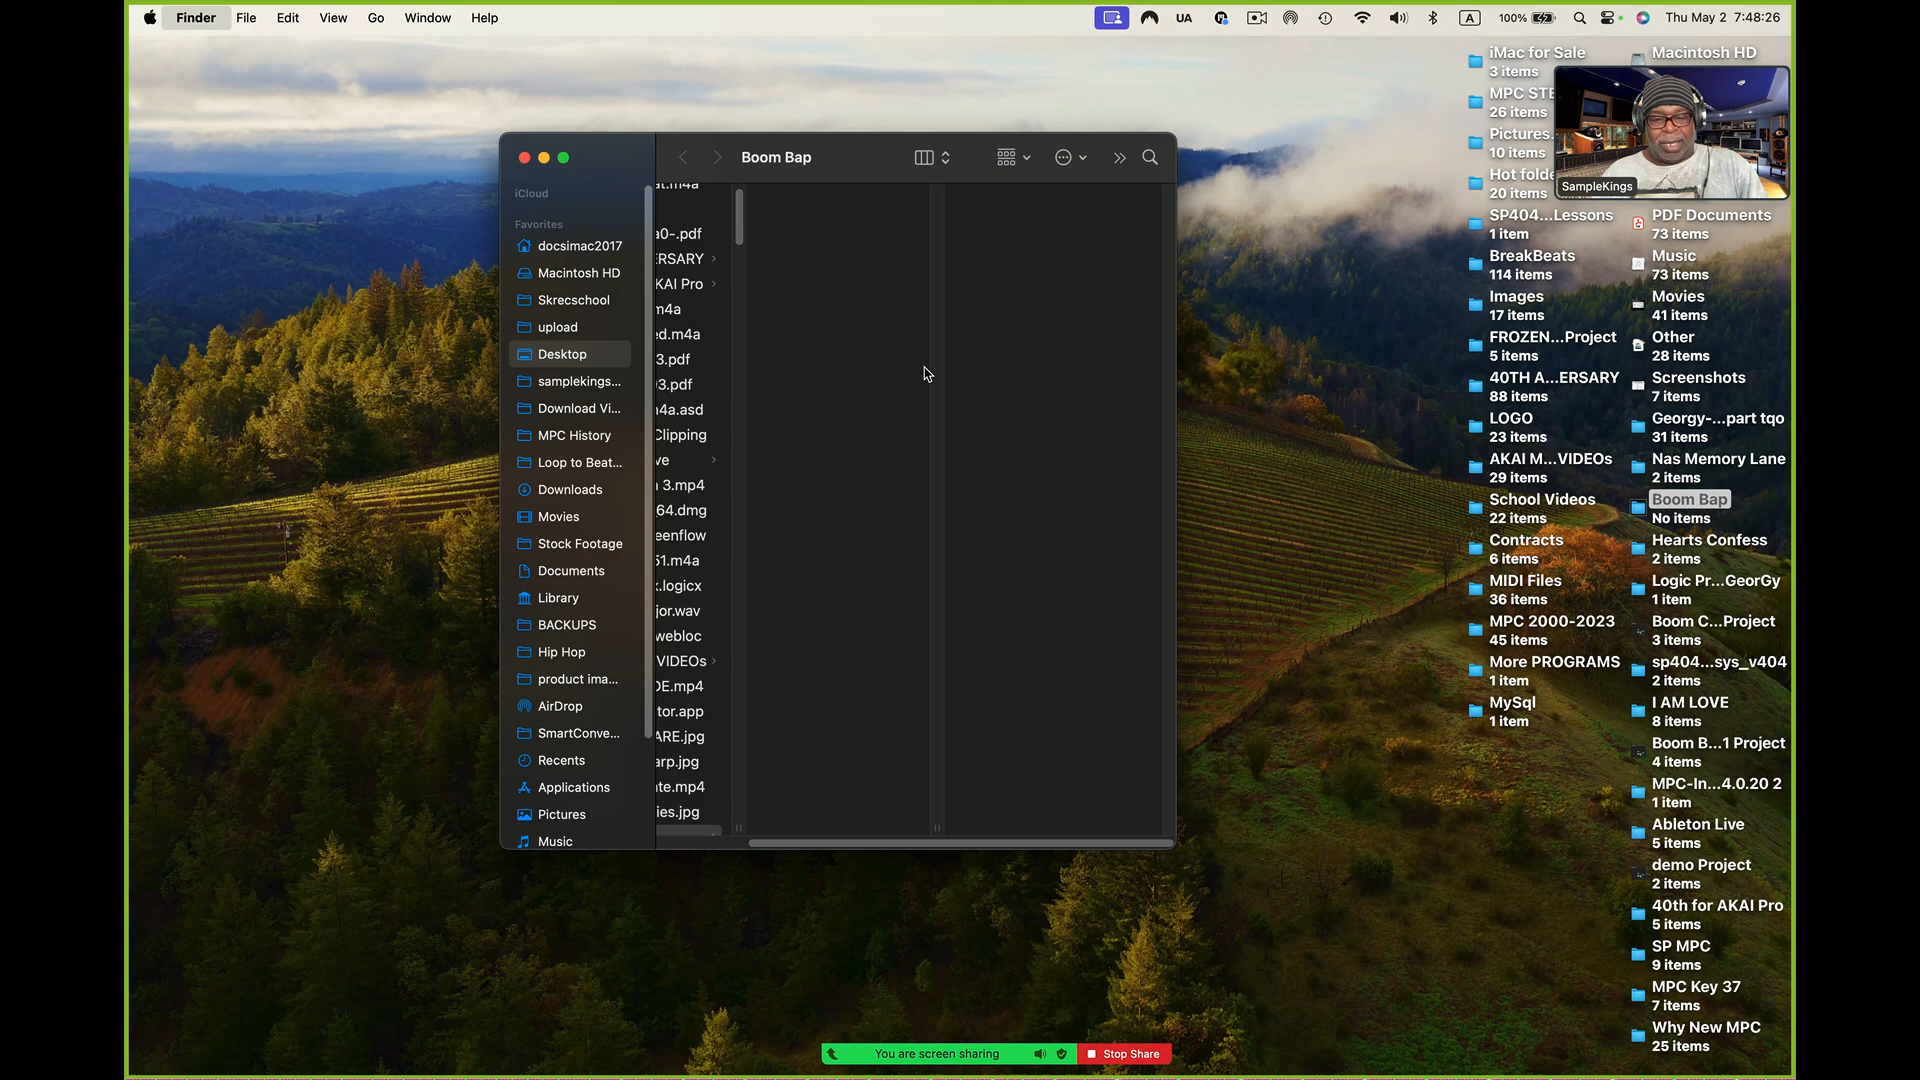 Finder File Edit View Go Window Help
UA
A
100%
Thu May 2 7:48:26
Boom Bap
iCloud
Favorites
docsimac2017
Macintosh HD
Skrecschool
upload
Desktop
samplekings...
Download Vi...
MPC History
Loop to Beat...
Downloads
Movies
Stock Footage
Documents
Library
BACKUPS
Hip Hop
product ima...
AirDrop
SmartConve...
Recents
Applications
Pictures
Music
at.m4a
a0-.pdf
ERSARY
KAI Pro
m4a
ed.m4a
3.pdf
03.pdf
n4a.asd
Clipping
ve
3.mp4
64.dmg
eenflow
51.m4a
.logicx
jor.wav
webloc
VIDEOs
DE.mp4
tor.app
ARE.jpg
arp.jpg
ate.mp4
ies.jpg
iMac for Sale
3 items
MPC STE
26 items
Pictures.
10 items
Hot folde
20 items
SP404...Lessons
1 item
BreakBeats
114 items
Images
17 items
FROZEN...Project
5 items
40TH A...ERSARY
88 items
LOGO
23 items
AKAI M...VIDEOs
29 items
School Videos
22 items
Contracts
6 items
MIDI Files
36 items
MPC 2000-2023
45 items
More PROGRAMS
1 item
MySql
1 item
Macintosh HD
SampleKings
PDF Documents
73 items
Music
73 items
Movies
41 items
Other
28 items
Screenshots
7 items
Georgy-...part tqo
31 items
Nas Memory Lane
2 items
Boom Bap
No items
Hearts Confess
2 items
Logic Pr...GeorGy
1 item
Boom C...Project
3 items
sp404...sys_v404
2 items
I AM LOVE
8 items
Boom B...1 Project
4 items
MPC-In...4.0.20 2
1 item
Ableton Live
5 items
demo Project
2 items
40th for AKAI Pro
5 items
SP MPC
9 items
MPC Key 37
7 items
Why New MPC
25 items
You are screen sharing
Stop Share